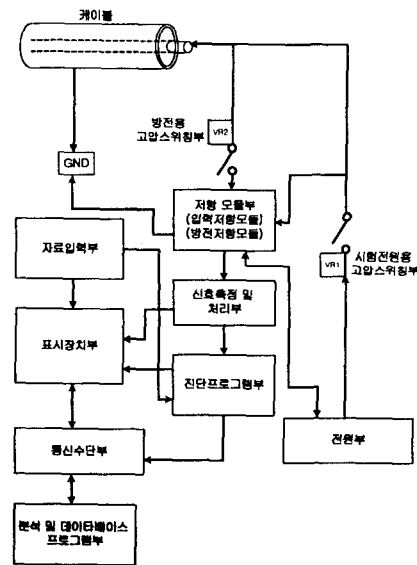 케이블
방전용
고압스위칭부
VR2
GND
저항 모듈부
(입력저항모듈)
(방전저항모듈)
시험전원용
고압스위칭부
VR1
자료입력부
신호측정 및
처리부
표시장치부
진단프로그램부
전원부
통신수단부
분석 및 데이타베이스
프로그램부